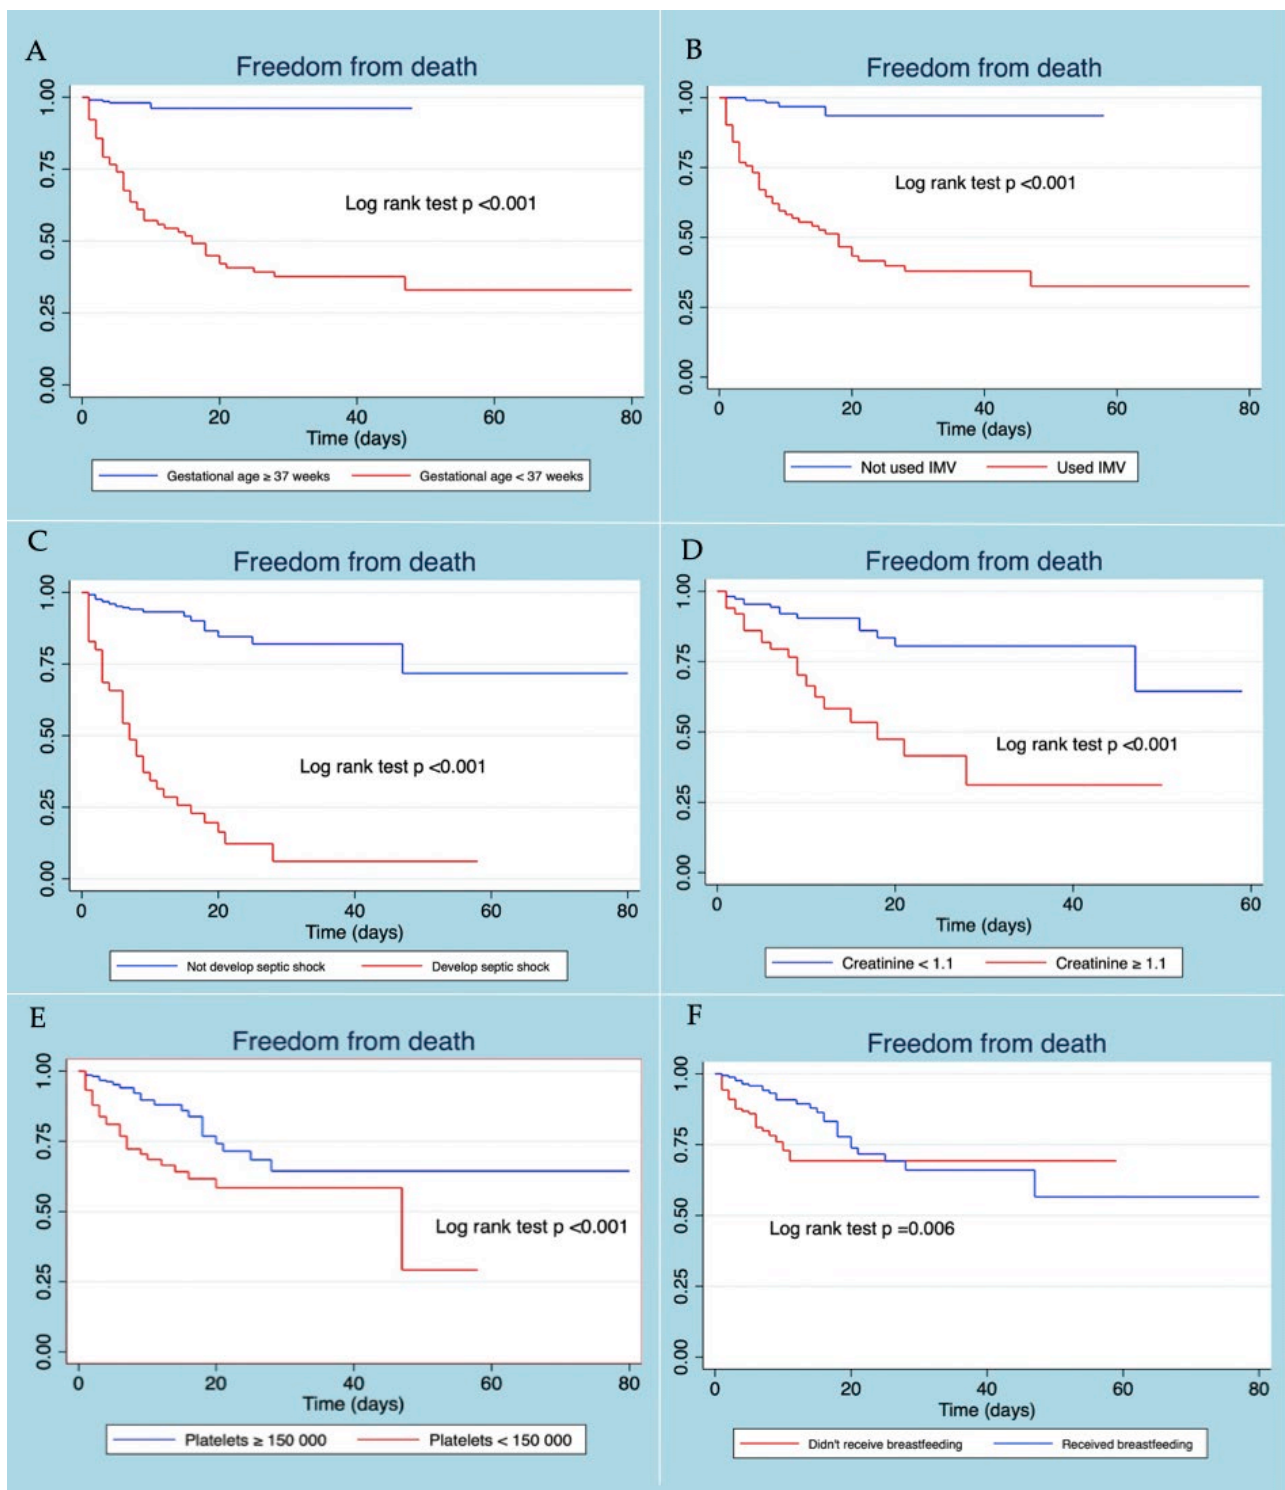 A
Freedom from death
1.00
0.75
0.50
0.25
0.00
Log rank test p <0.001
0 20 40 60 80
Time (days)
Gestational age ≥ 37 weeks Gestational age < 37 weeks
B
Freedom from death
1.00
0.75
0.50
0.25
0.00
Log rank test p <0.001
0 20 40 60 80
Time (days)
Not used IMV Used IMV
C
Freedom from death
1.00
0.75
0.50
0.25
0.00
Log rank test p <0.001
0 20 40 60 80
Time (days)
Not develop septic shock Develop septic shock
D
Freedom from death
1.00
0.75
0.50
0.25
0.00
Log rank test p <0.001
0 20 40 60
Time (days)
Creatinine < 1.1 Creatinine ≥ 1.1
E
Freedom from death
1.00
0.75
0.50
0.25
0.00
Log rank test p <0.001
0 20 40 60 80
Time (days)
Platelets ≥ 150 000 Platelets < 150 000
F
Freedom from death
1.00
0.75
0.50
0.25
0.00
Log rank test p =0.006
0 20 40 60 80
Time (days)
Didn't receive breastfeeding Received breastfeeding